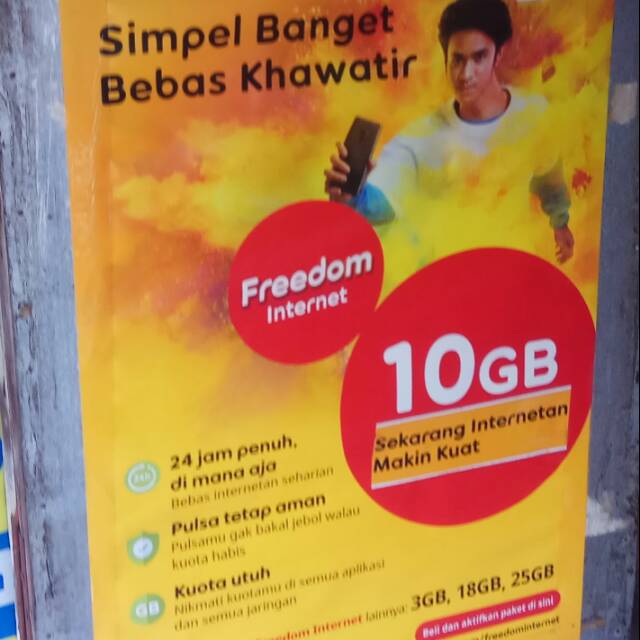 Simpel Banget
Bebas Khawatir
Freedom
Internet
10GB
Sekarang Internetan
Makin Kuat
24 jam penuh.
di mana aja
Bebas internetan seharian
Pulsa tetap aman
Pulsamu gak bakal jebol walau
kuota habis
GB
Kuota utuh
Nikmati kuotamu di semua aplikasi
dan semua jaringan
Freedom Internet lainnya: 3GB, 18GB, 25GB
Beli dan aktifkan paket di sini
/freedominternet